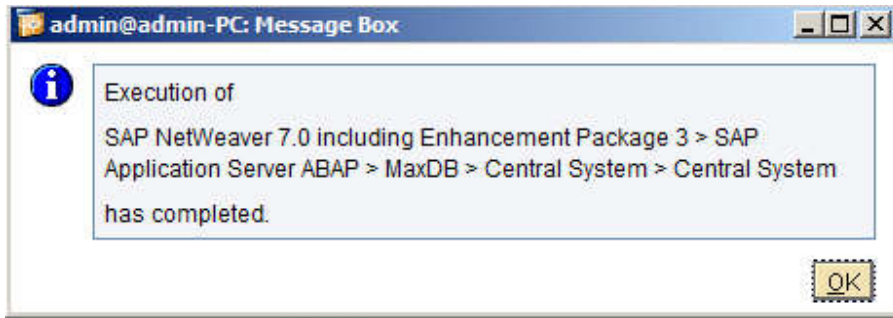 admin@admin-PC: Message Box
Execution of
SAP NetWeaver 7.0 including Enhancement Package 3 > SAP
Application Server ABAP > MaxDB > Central System > Central System
has completed.
OK